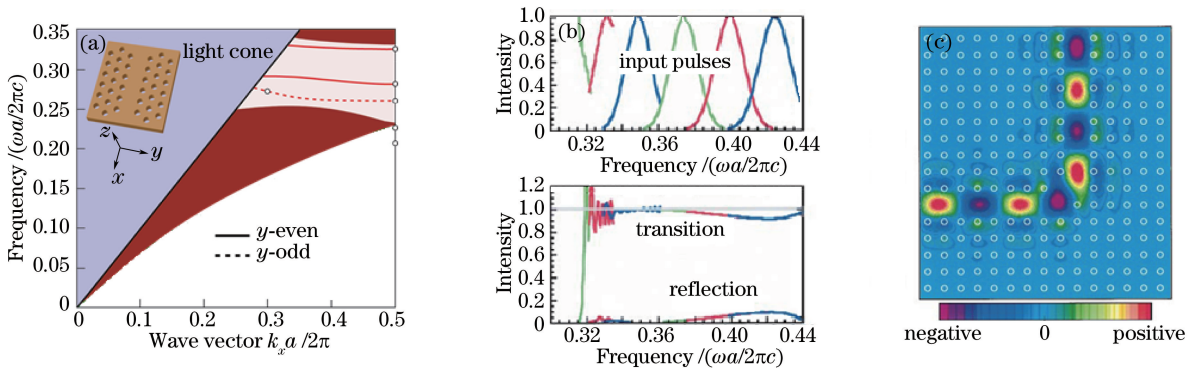 (a)
light cone
z
y
x
y-even
y-odd
0.35
0.30
0.25
0.20
0.15
0.10
0.05
0
Frequency /(ωa/2πc)
0
0.1
0.2
0.3
0.4
0.5
Wave vector kₓa /2π
(b)
input pulses
1.0
0.8
0.6
0.4
0.2
0
Intensity
0.32
0.36
0.40
0.44
Frequency /(ωa/2πc)
1.2
1.0
0.8
0.6
0.4
0.2
0
Intensity
transition
reflection
0.32
0.36
0.40
0.44
Frequency /(ωa/2πc)
(c)
negative
0
positive